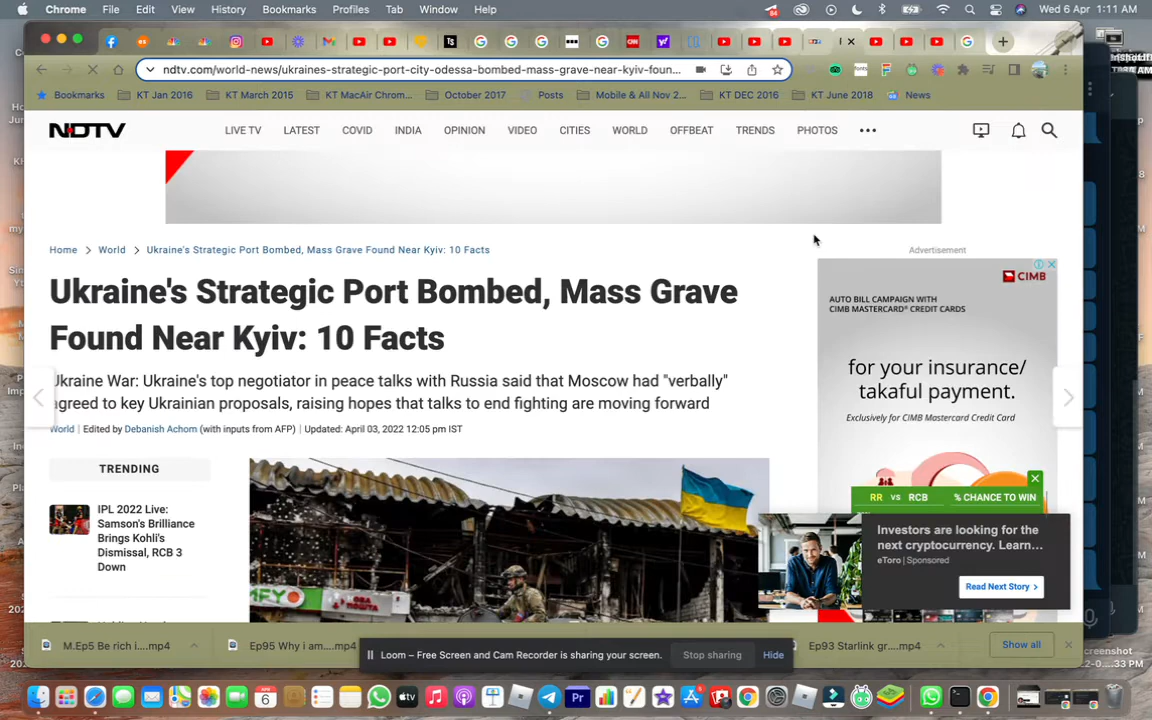 Chrome File Edit View History Bookmarks Profiles Tab Window Help
Wed 6 Apr 1:11 AM
ndtv.com/world-news/ukraines-strategic-port-city-odessa-bombed-mass-grave-near-kyiv-foun...
Bookmarks KT Jan 2016 KT March 2015 KT MacAir Chrom... October 2017 Posts Mobile & All Nov 2... KT DEC 2016 KT June 2018 News
NDTV LIVE TV LATEST COVID INDIA OPINION VIDEO CITIES WORLD OFFBEAT TRENDS PHOTOS
Home > World > Ukraine's Strategic Port Bombed, Mass Grave Found Near Kyiv: 10 Facts
Ukraine's Strategic Port Bombed, Mass Grave
Found Near Kyiv: 10 Facts
Ukraine War: Ukraine's top negotiator in peace talks with Russia said that Moscow had "verbally"
agreed to key Ukrainian proposals, raising hopes that talks to end fighting are moving forward
World | Edited by Debanish Achom (with inputs from AFP) | Updated: April 03, 2022 12:05 pm IST
TRENDING
IPL 2022 Live:
Samson's Brilliance
Brings Kohli's
Dismissal, RCB 3
Down
Advertisement
CIMB
AUTO BILL CAMPAIGN WITH
CIMB MASTERCARD® CREDIT CARDS
for your insurance/
takaful payment.
Exclusively for CIMB Mastercard Credit Card
RR vs RCB % CHANCE TO WIN
Investors are looking for the
next cryptocurrency. Learn...
eToro | Sponsored
Read Next Story >
M.Ep5 Be rich i....mp4
Ep95 Why i am....mp4
Loom – Free Screen and Cam Recorder is sharing your screen. Stop sharing Hide
Ep93 Starlink gr....mp4
Show all